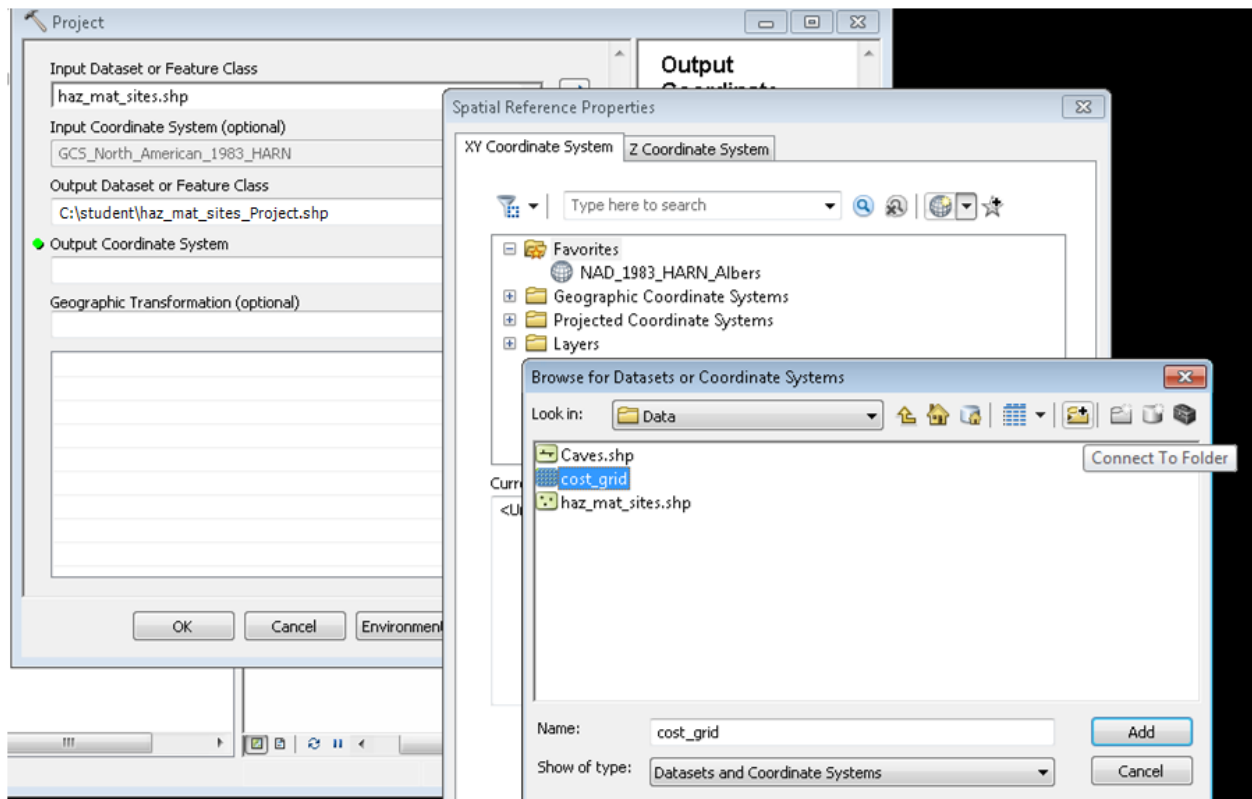 Project
Input Dataset or Feature Class
haz_mat_sites.shp
Input Coordinate System (optional)
GCS_North_American_1983_HARN
Output Dataset or Feature Class
C:\student\haz_mat_sites_Project.shp
Output Coordinate System
Geographic Transformation (optional)
OK
Cancel
Environment
Output
Coordinate
Spatial Reference Properties
XY Coordinate System
Z Coordinate System
Type here to search
Favorites
NAD_1983_HARN_Albers
Geographic Coordinate Systems
Projected Coordinate Systems
Layers
Curr
<U
Browse for Datasets or Coordinate Systems
Look in:
Data
Connect To Folder
Caves.shp
cost_grid
haz_mat_sites.shp
Name:
cost_grid
Add
Show of type:
Datasets and Coordinate Systems
Cancel